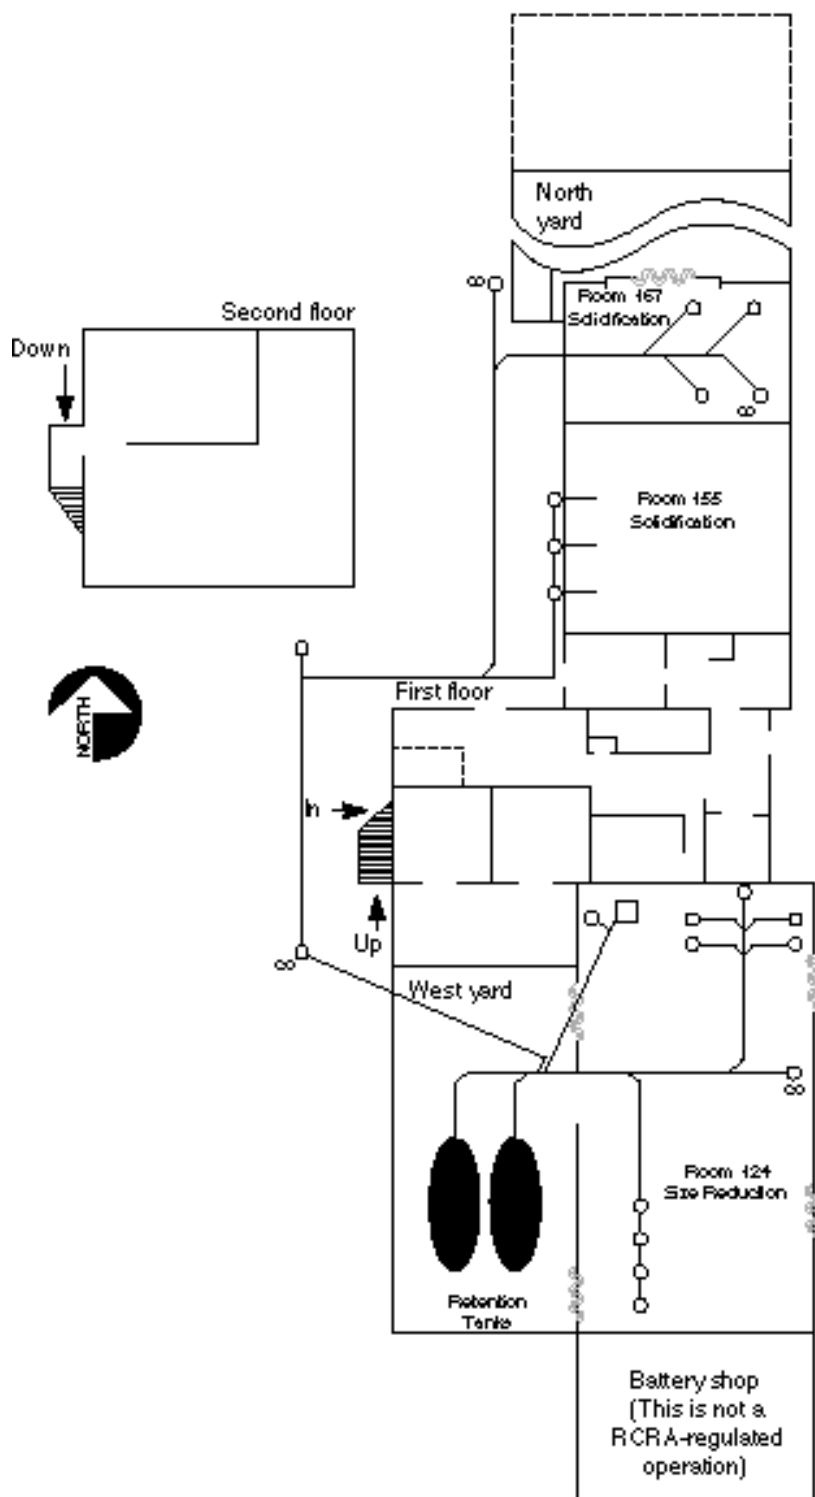 North
yard
Room 167
Solidification
Second floor
Down
Room 155
Solidification
NORTH
First floor
In
Up
West yard
Room 124
Size Reduction
Retention
Tanks
Battery shop
(This is not a
RCRA-regulated
operation)